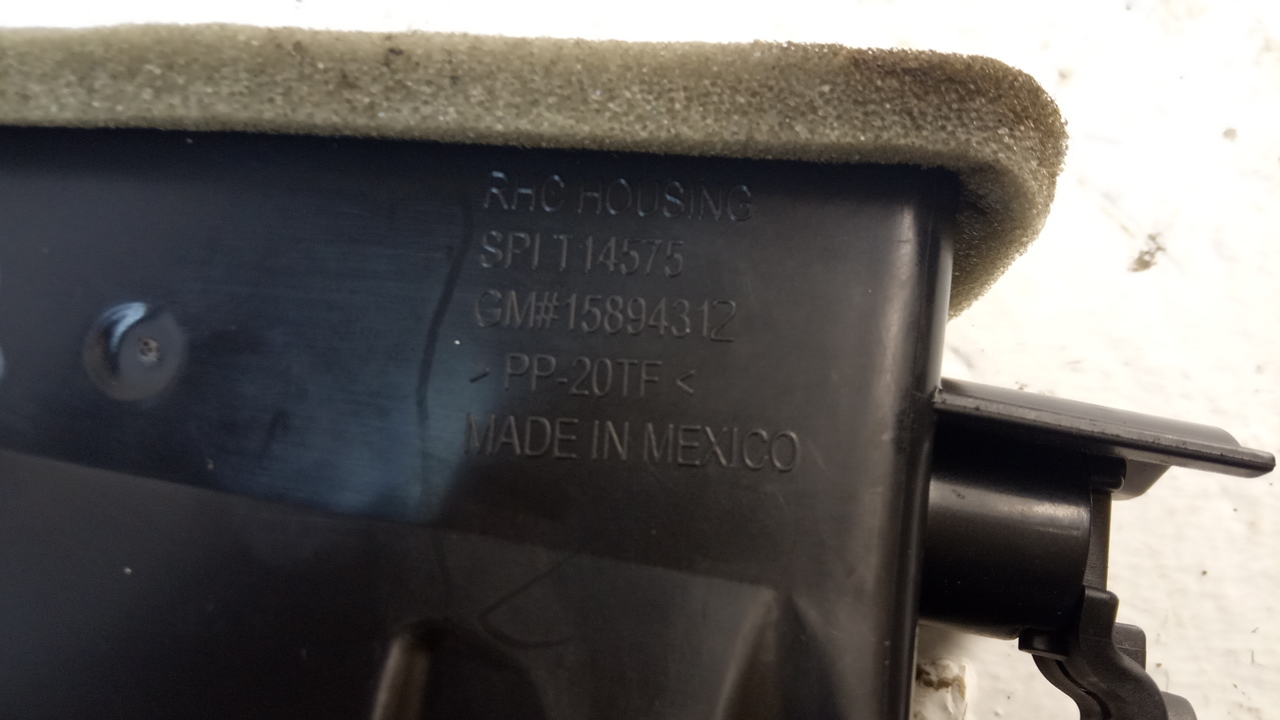 RHC HOUSING
SPI T14575
GM#15894312
> PP-20TF <
MADE IN MEXICO